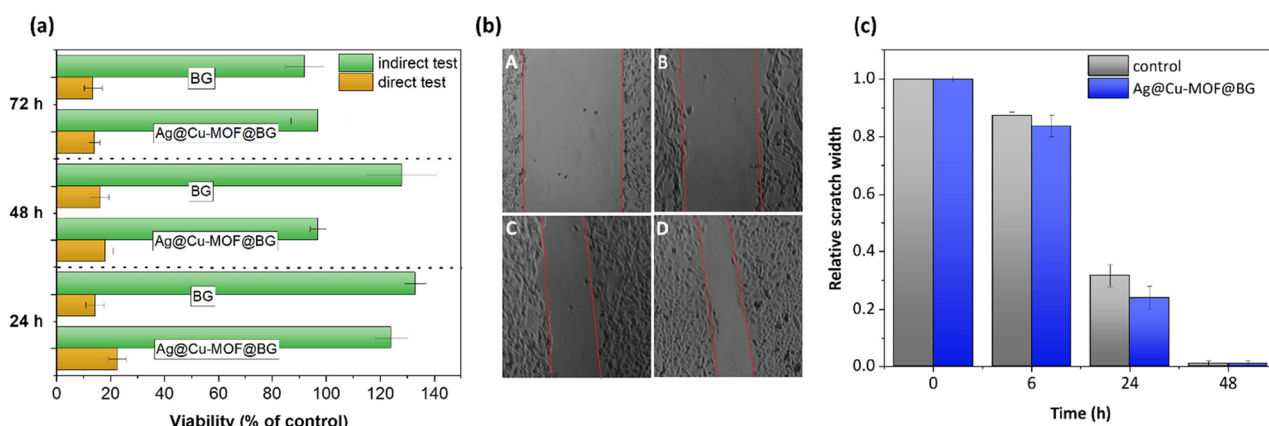 (a)
indirect test
direct test
BG
72 h
Ag@Cu-MOF@BG
BG
48 h
Ag@Cu-MOF@BG
BG
24 h
Ag@Cu-MOF@BG
0 20 40 60 80 100 120 140
Viability (% of control)
(b)
A
B
C
D
(c)
control
Ag@Cu-MOF@BG
Relative scratch width
1.0
0.8
0.6
0.4
0.2
0.0
0 6 24 48
Time (h)